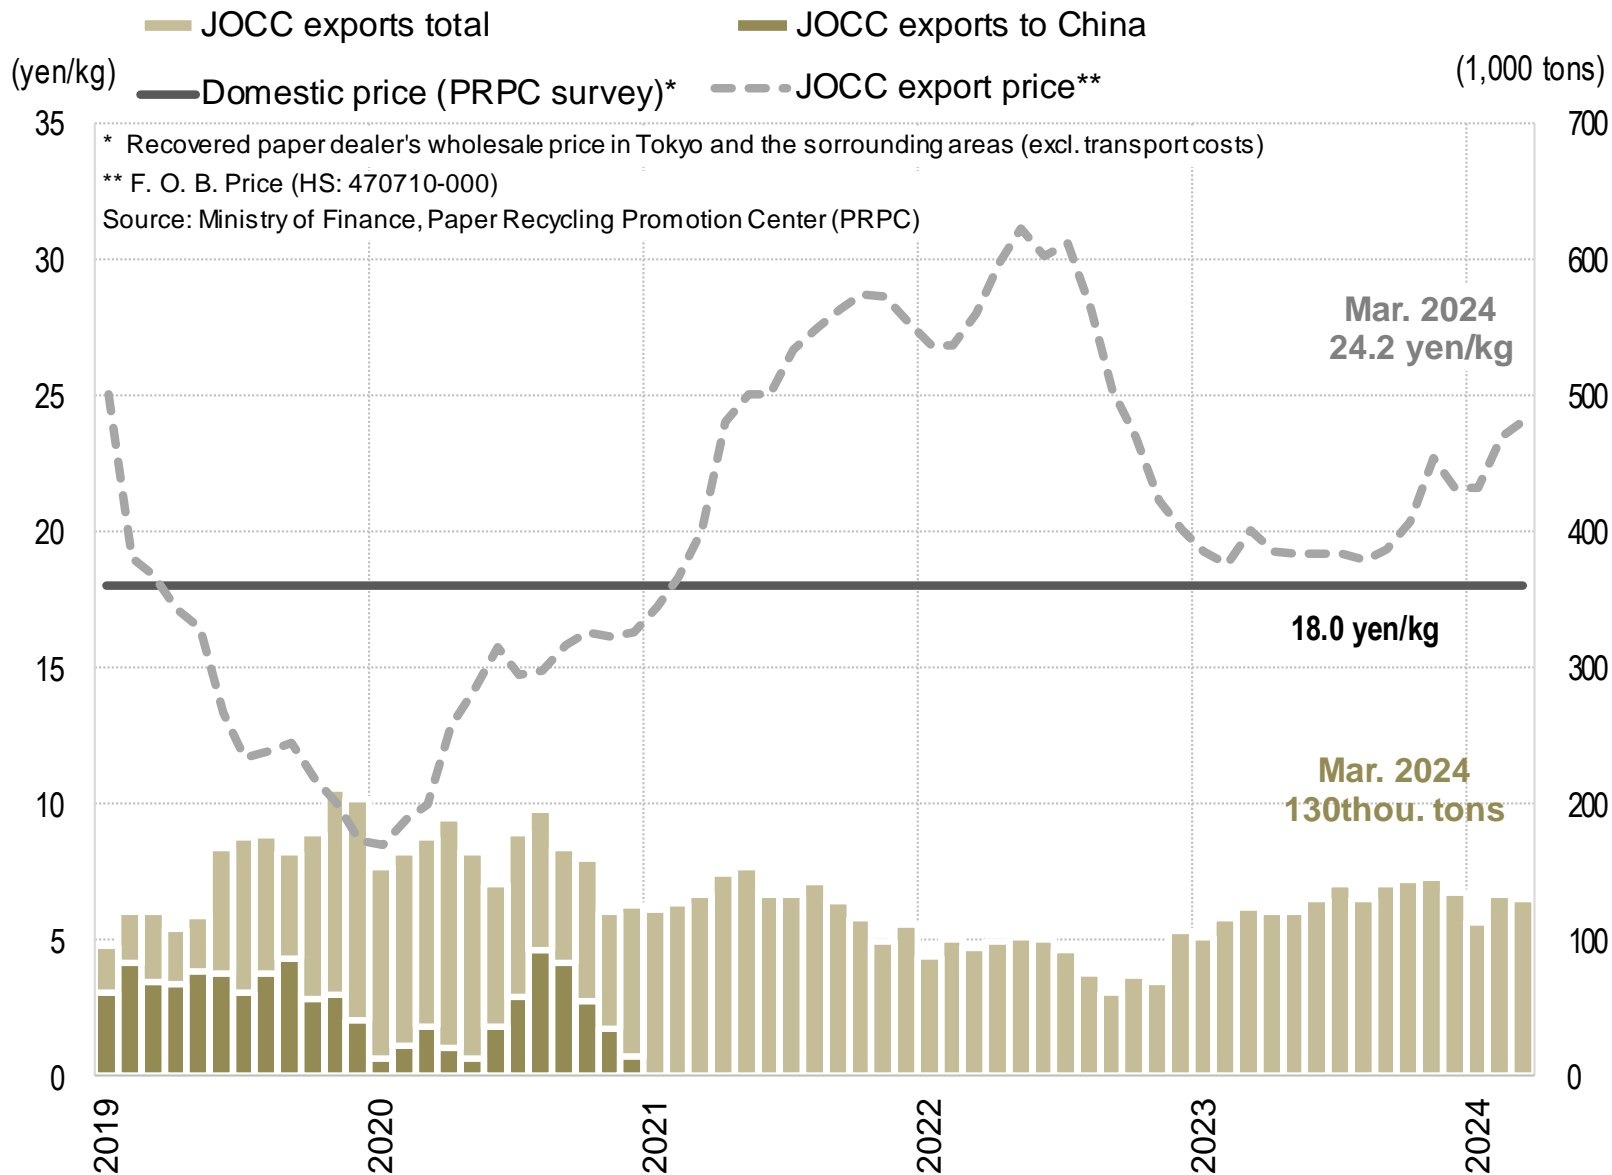 JOCC exports total
JOCC exports to China
(yen/kg)
(1,000 tons)
Domestic price (PRPC survey)*
JOCC export price**
* Recovered paper dealer's wholesale price in Tokyo and the sorrounding areas (excl. transport costs)
** F. O. B. Price (HS: 470710-000)
Source: Ministry of Finance, Paper Recycling Promotion Center (PRPC)
35
30
25
20
15
10
5
0
700
600
500
400
300
200
100
0
Mar. 2024
24.2 yen/kg
18.0 yen/kg
Mar. 2024
130thou. tons
2019
2020
2021
2022
2023
2024